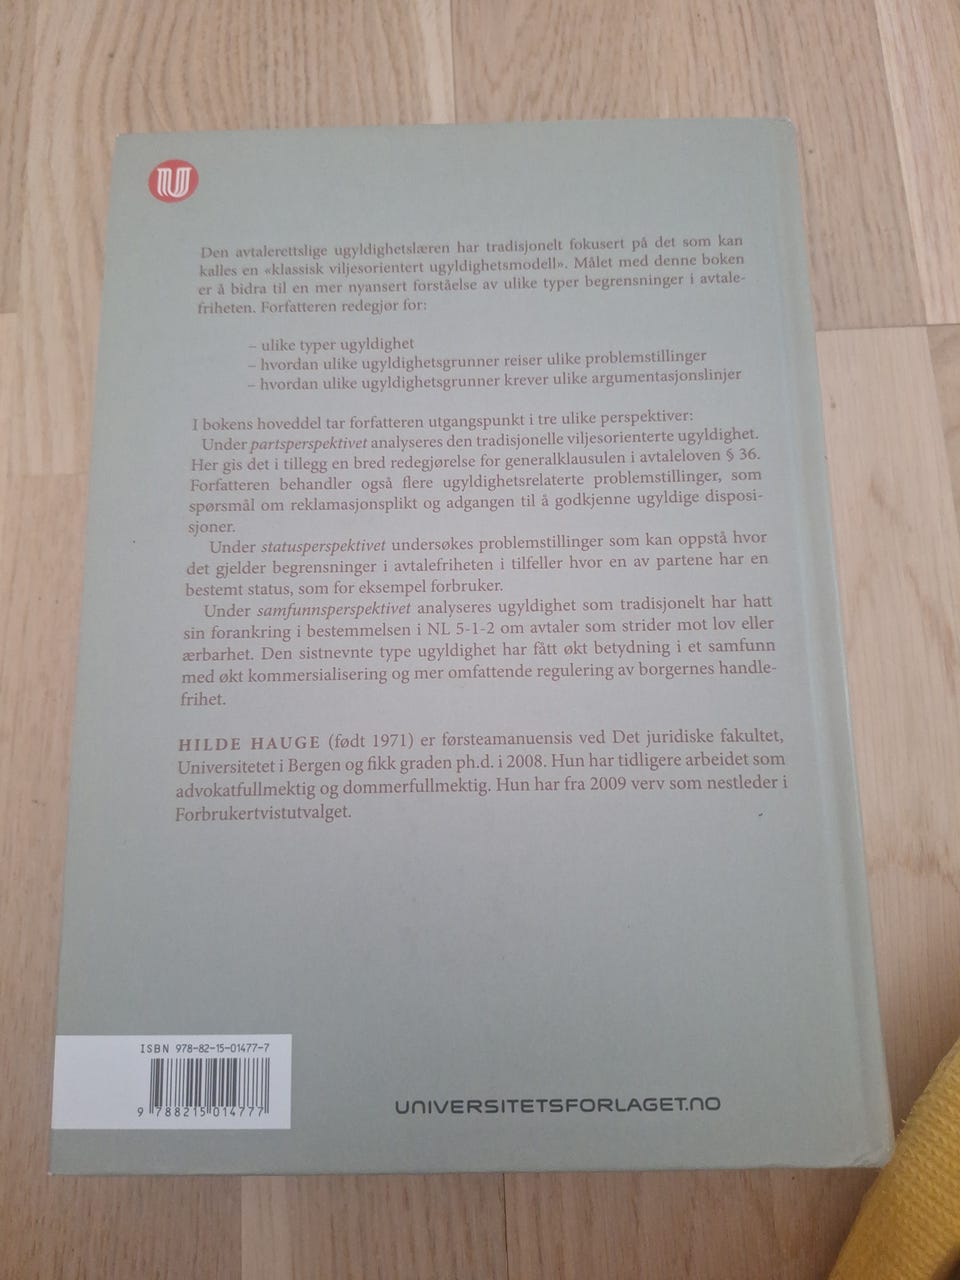 U
Den avtalerettslige ugyldighetslæren har tradisjonelt fokusert på det som kan
kalles en «klassisk viljesorientert ugyldighetsmodell». Målet med denne boken
er å bidra til en mer nyansert forståelse av ulike typer begrensninger i avtale-
friheten. Forfatteren redegjør for:
– ulike typer ugyldighet
– hvordan ulike ugyldighetsgrunner reiser ulike problemstillinger
– hvordan ulike ugyldighetsgrunner krever ulike argumentasjonslinjer
I bokens hoveddel tar forfatteren utgangspunkt i tre ulike perspektiver:
Under partsperspektivet analyseres den tradisjonelle viljesorienterte ugyldighet.
Her gis det i tillegg en bred redegjørelse for generalklausulen i avtaleloven § 36.
Forfatteren behandler også flere ugyldighetsrelaterte problemstillinger, som
spørsmål om reklamasjonsplikt og adgangen til å godkjenne ugyldige disposi-
sjoner.
Under statusperspektivet undersøkes problemstillinger som kan oppstå hvor
det gjelder begrensninger i avtalefriheten i tilfeller hvor en av partene har en
bestemt status, som for eksempel forbruker.
Under samfunnsperspektivet analyseres ugyldighet som tradisjonelt har hatt
sin forankring i bestemmelsen i NL 5-1-2 om avtaler som strider mot lov eller
ærbarhet. Den sistnevnte type ugyldighet har fått økt betydning i et samfunn
med økt kommersialisering og mer omfattende regulering av borgernes handle-
frihet.
HILDE HAUGE (født 1971) er førsteamanuensis ved Det juridiske fakultet,
Universitetet i Bergen og fikk graden ph.d. i 2008. Hun har tidligere arbeidet som
advokatfullmektig og dommerfullmektig. Hun har fra 2009 verv som nestleder i
Forbrukertvistutvalget.
ISBN 978-82-15-01477-7
9 788215 014777
UNIVERSITETSFORLAGET.NO